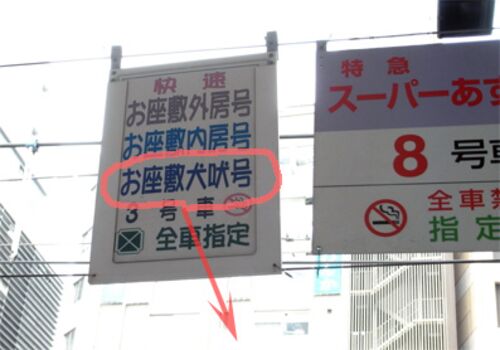 快速
お座敷外房号
お座敷内房号
お座敷犬吠号
3号車
全車指定
特急
スーパーあず
8号車
全車
指定